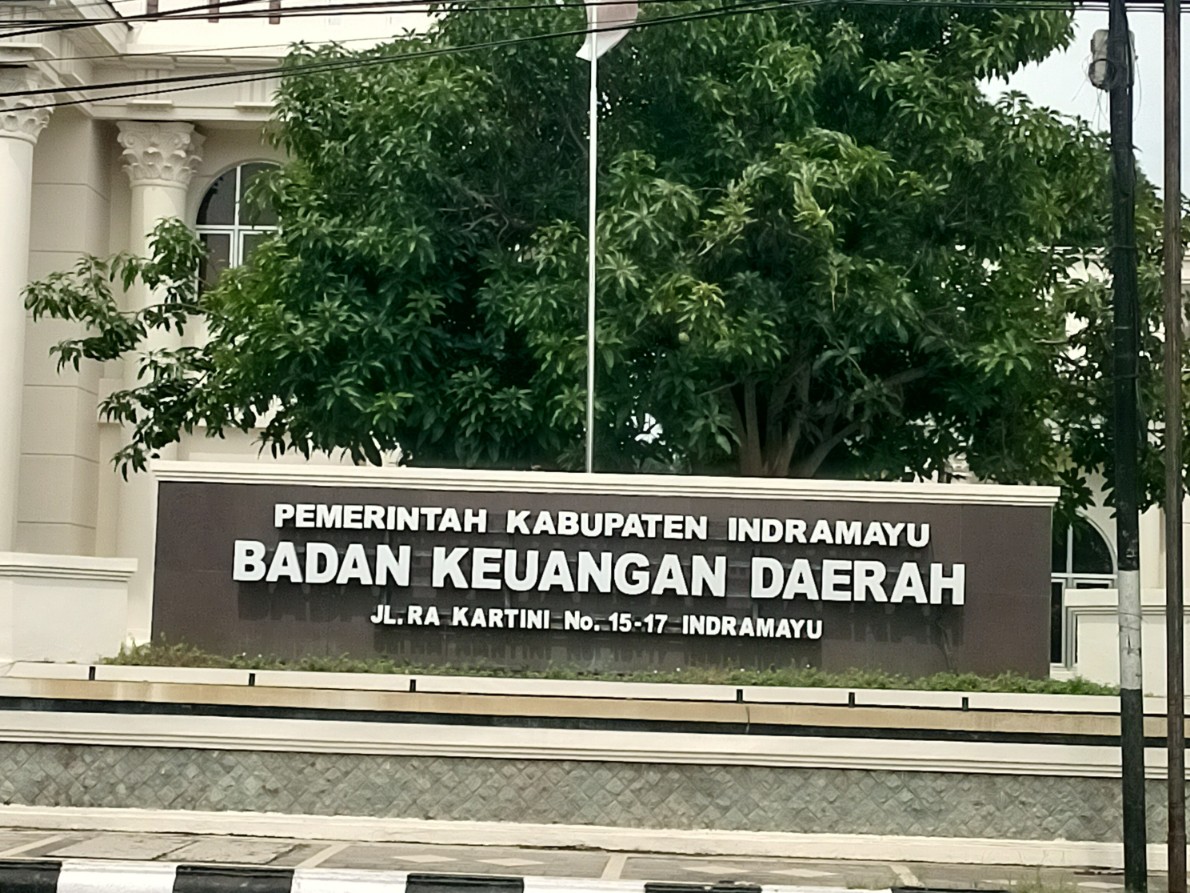 PEMERINTAH KABUPATEN INDRAMAYU
BADAN KEUANGAN DAERAH
JL.RA KARTINI No. 15-17 INDRAMAYU